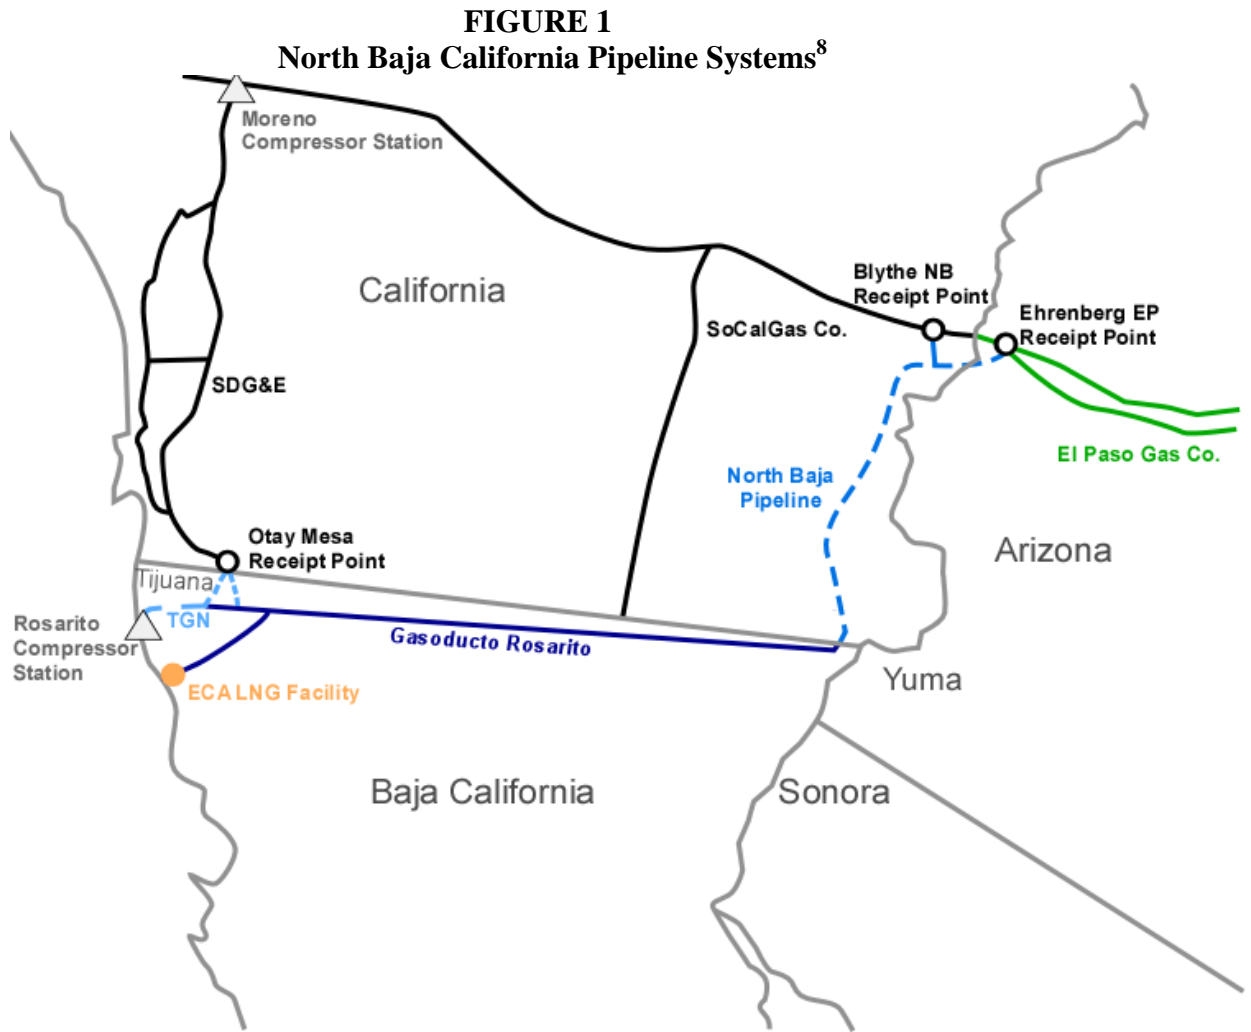 FIGURE 1
North Baja California Pipeline Systems8
Moreno
Compressor Station
California
Blythe NB
Receipt Point
Ehrenberg EP
Receipt Point
SoCalGas Co.
SDG&E
El Paso Gas Co.
North Baja
Pipeline
Otay Mesa
Receipt Point
Arizona
Tijuana
TGN
Rosarito
Compressor
Station
Gasoducto Rosarito
Yuma
ECA LNG Facility
Baja California
Sonora